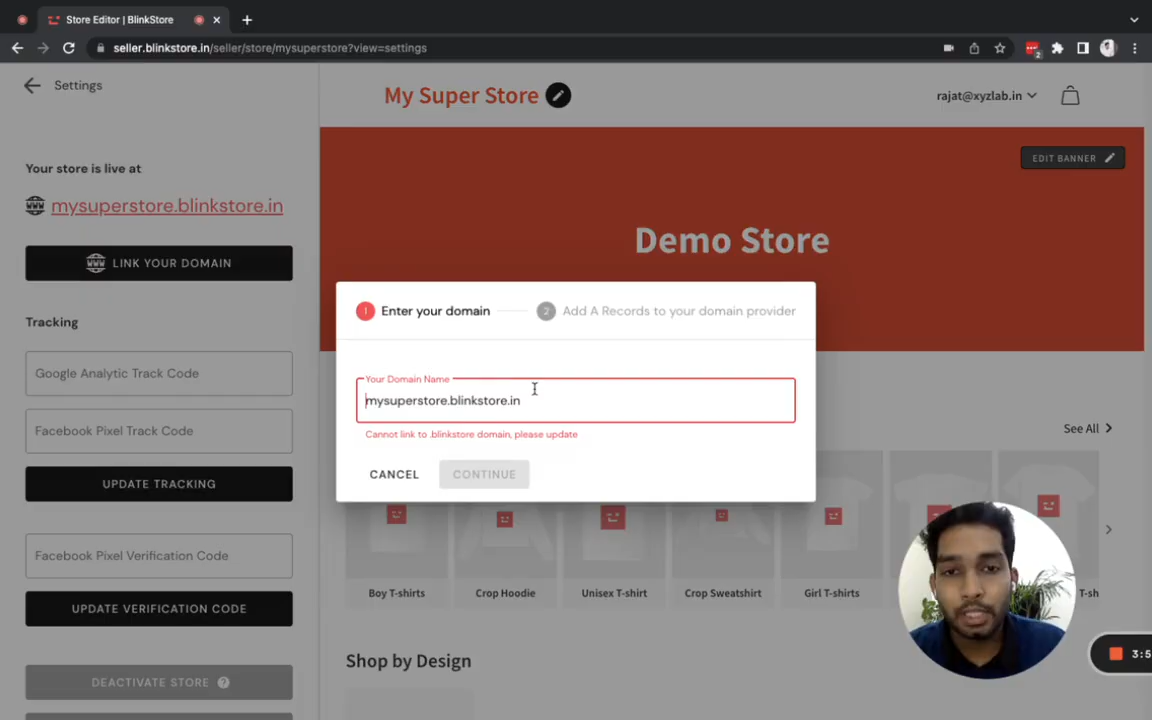 Store Editor | BlinkStore
seller.blinkstore.in/seller/store/mysuperstore?view=settings
2
Settings
My Super Store
rajat@xyzlab.in
EDIT BANNER
Your store is live at
mysuperstore.blinkstore.in
LINK YOUR DOMAIN
Demo Store
1 Enter your domain
2 Add A Records to your domain provider
Tracking
Google Analytic Track Code
Your Domain Name
mysuperstore.blinkstore.in
Facebook Pixel Track Code
Cannot link to .blinkstore domain, please update
See All
CANCEL
CONTINUE
UPDATE TRACKING
Facebook Pixel Verification Code
Boy T-shirts
Crop Hoodie
Unisex T-shirt
Crop Sweatshirt
Girl T-shirts
T-sh
UPDATE VERIFICATION CODE
3:5
Shop by Design
DEACTIVATE STORE ?